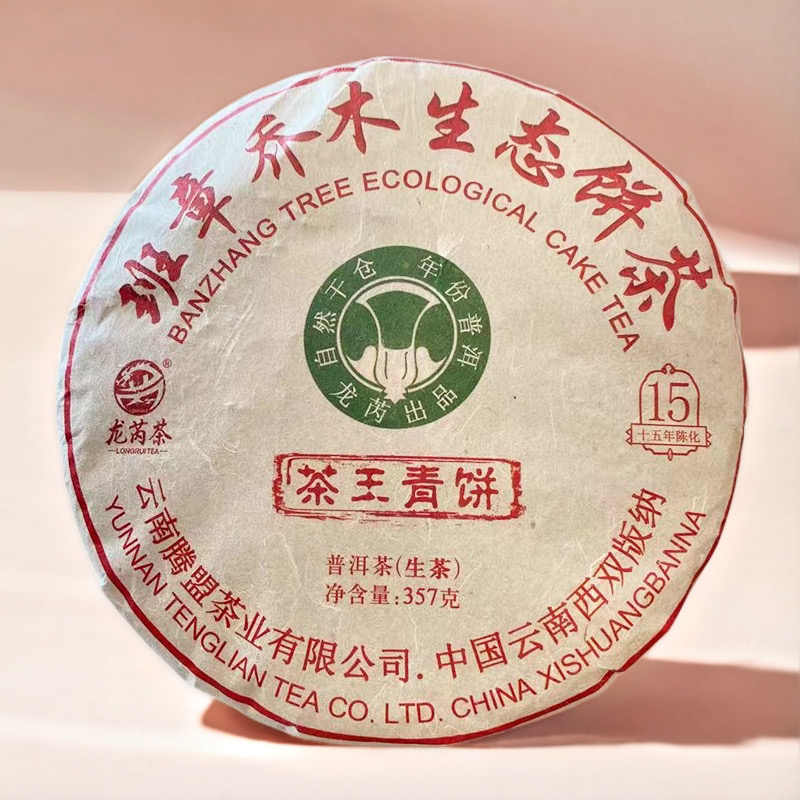 班章乔木生态饼茶
BANZHANG TREE ECOLOGICAL CAKE TEA
自然干仓 年份普洱
龙芮出品
®
龙芮茶
LONGRUI TEA
15
十五年陈化
茶王青饼
普洱茶(生茶)
净含量:357克
云南腾盟茶业有限公司.中国云南西双版纳
YUNNAN TENGLIAN TEA CO. LTD. CHINA XISHUANGBANNA